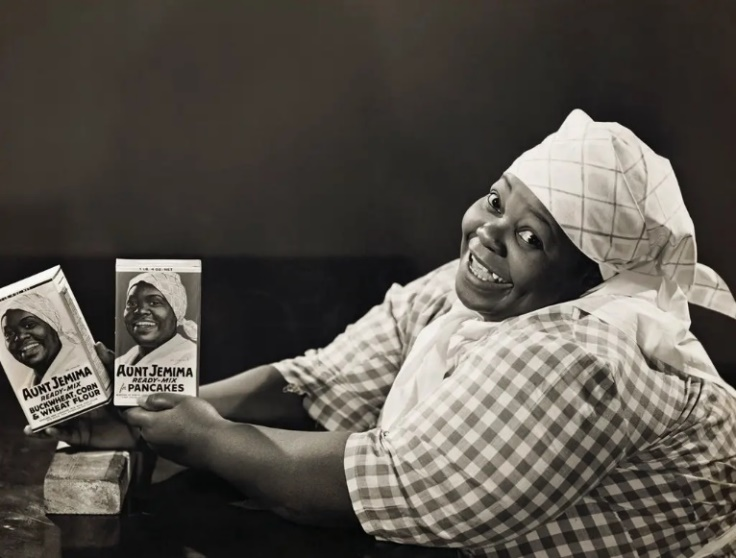 AUNT JEMIMA
READY-MIX
BUCKWHEAT, CORN
& WHEAT FLOUR
AUNT JEMIMA
READY-MIX
for PANCAKES